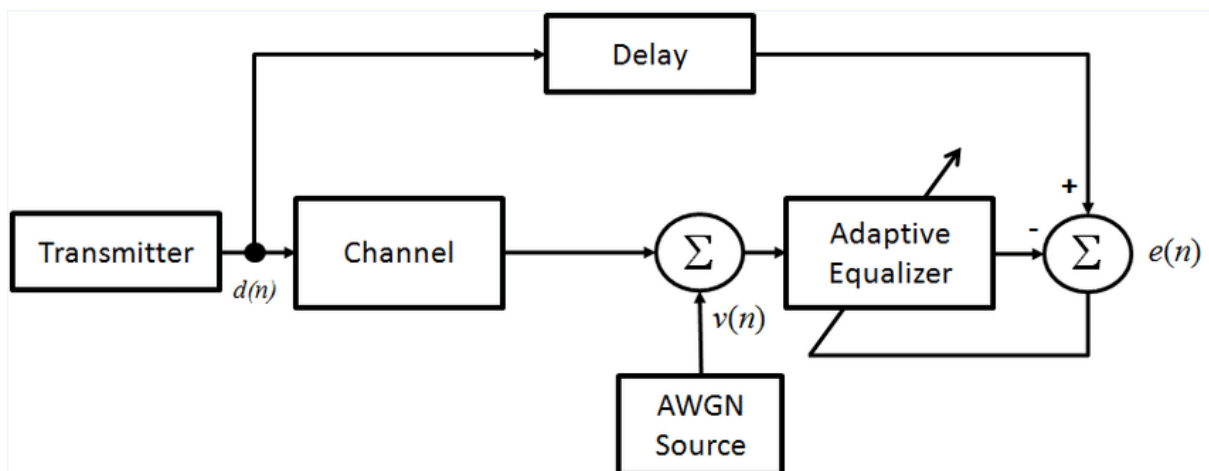 Delay
+
Transmitter
Channel
Σ
Adaptive
Equalizer
-
Σ
e(n)
d(n)
v(n)
AWGN
Source